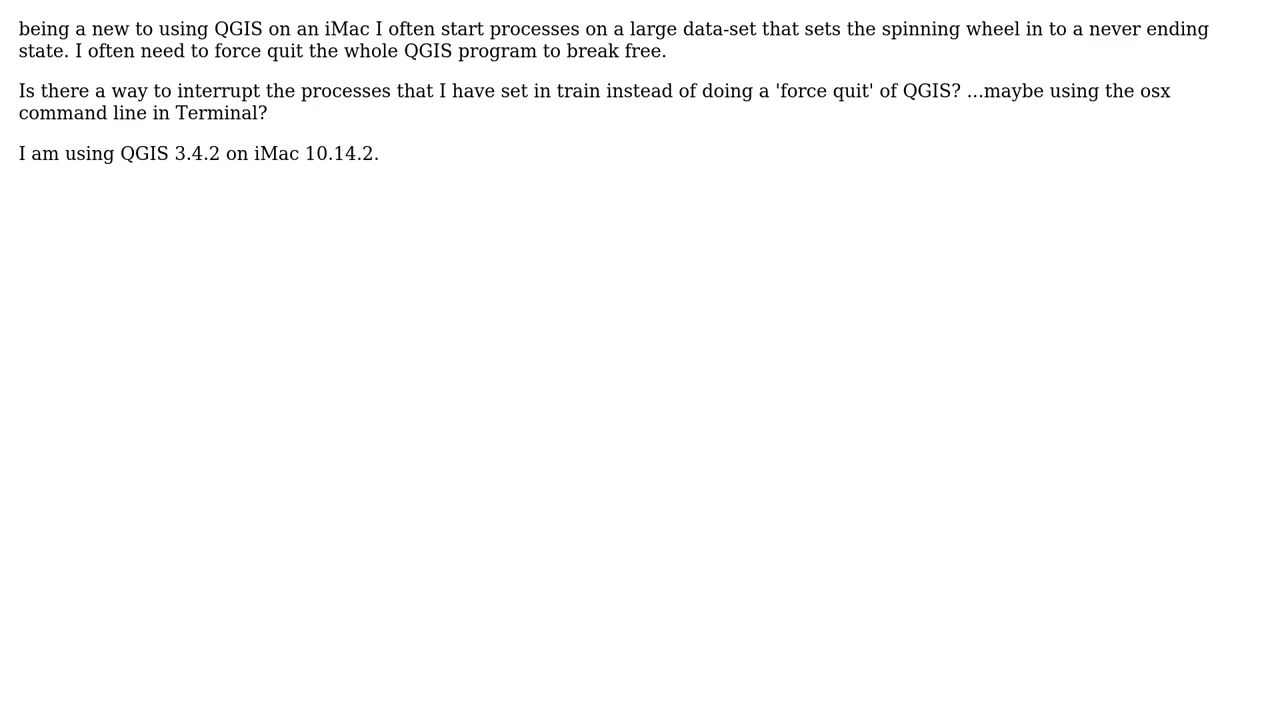 being a new to using QGIS on an iMac I often start processes on a large data-set that sets the spinning wheel in to a never ending
state. I often need to force quit the whole QGIS program to break free.
Is there a way to interrupt the processes that I have set in train instead of doing a 'force quit' of QGIS? ...maybe using the osx
command line in Terminal?
I am using QGIS 3.4.2 on iMac 10.14.2.